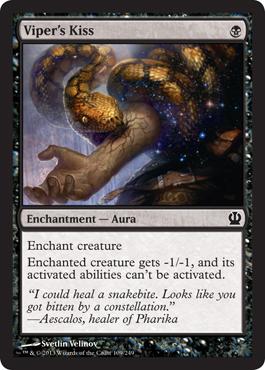 Viper's Kiss
Enchantment — Aura
Enchant creature
Enchanted creature gets -1/-1, and its
activated abilities can't be activated.
"I could heal a snakebite. Looks like you
got bitten by a constellation."
—Aescalos, healer of Pharika
Svetlin Velinov
™ & © 2013 Wizards of the Coast 109/249